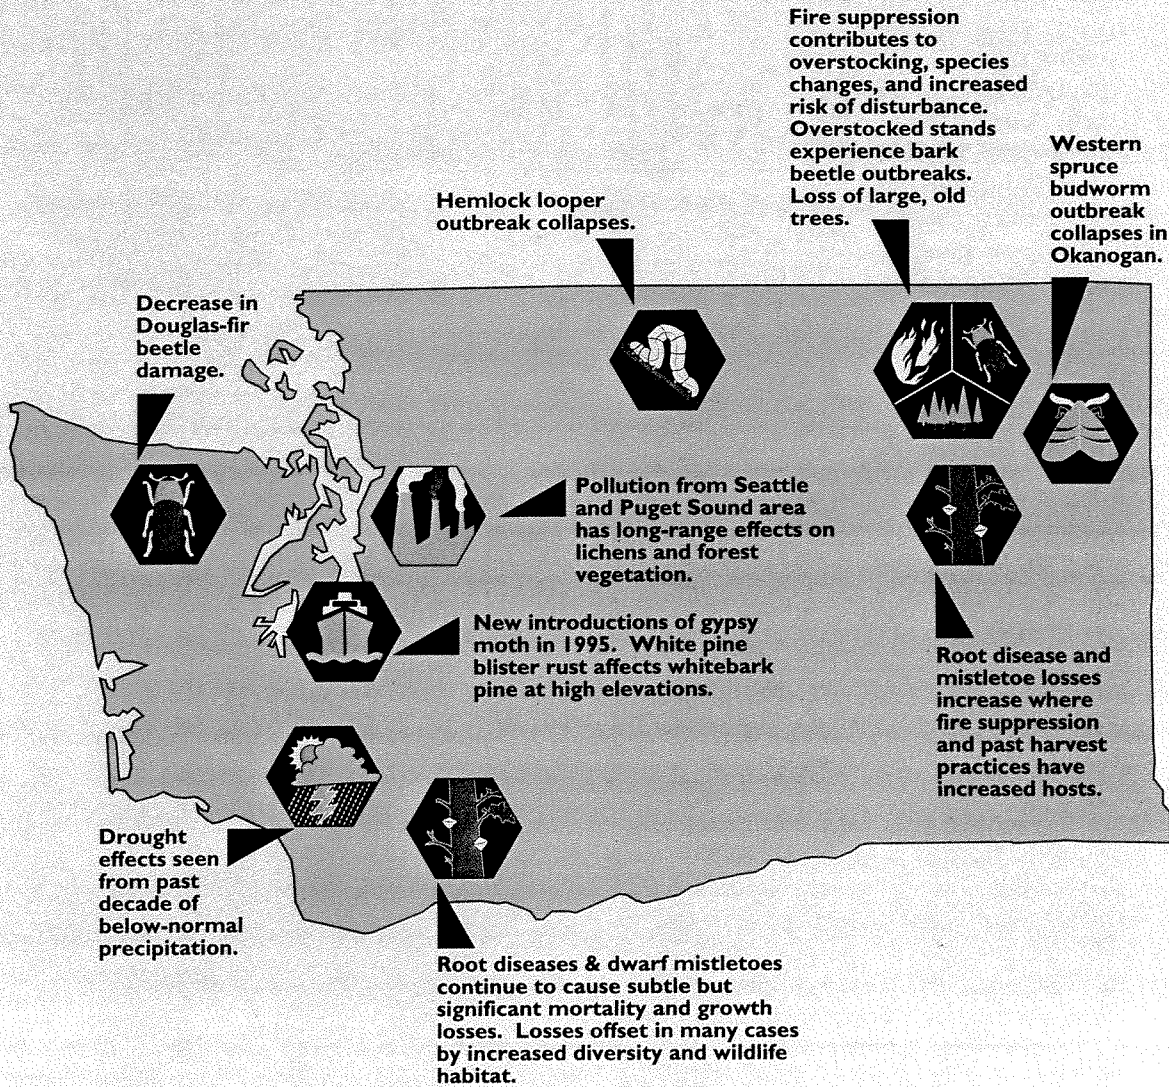 Fire suppression
contributes to
overstocking, species
changes, and increased
risk of disturbance.
Overstocked stands
experience bark
beetle outbreaks.
Loss of large, old
trees.
Western
spruce
budworm
outbreak
collapses in
Okanogan.
Hemlock looper
outbreak collapses.
Decrease in
Douglas-fir
beetle
damage.
Pollution from Seattle
and Puget Sound area
has long-range effects on
lichens and forest
vegetation.
New introductions of gypsy
moth in 1995. White pine
blister rust affects whitebark
pine at high elevations.
Root disease and
mistletoe losses
increase where
fire suppression
and past harvest
practices have
increased hosts.
Drought
effects seen
from past
decade of
below-normal
precipitation.
Root diseases & dwarf mistletoes
continue to cause subtle but
significant mortality and growth
losses. Losses offset in many cases
by increased diversity and wildlife
habitat.